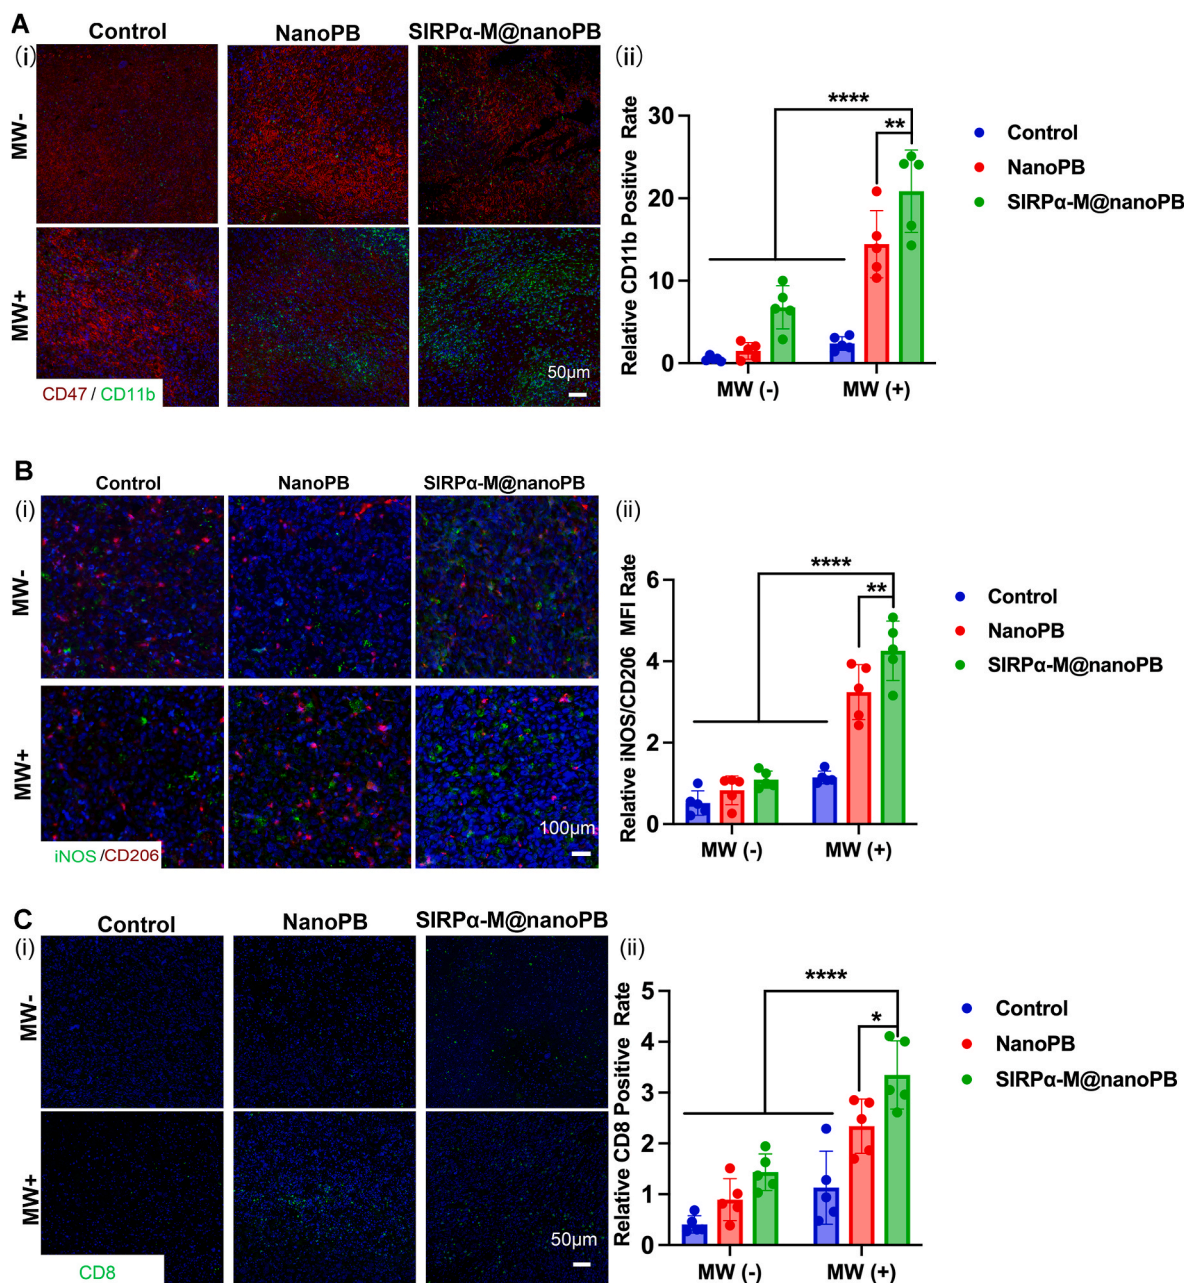 A
Control
NanoPB
SIRPα-M@nanoPB
(i)
MW-
MW+
CD47 / CD11b
50μm
(ii)
Relative CD11b Positive Rate
30
20
10
0
****
**
MW (-)
MW (+)
Control
NanoPB
SIRPα-M@nanoPB
B
Control
NanoPB
SIRPα-M@nanoPB
(i)
MW-
MW+
iNOS/CD206
100μm
(ii)
Relative iNOS/CD206 MFI Rate
6
4
2
0
****
**
MW (-)
MW (+)
Control
NanoPB
SIRPα-M@nanoPB
C
Control
NanoPB
SIRPα-M@nanoPB
(i)
MW-
MW+
CD8
50μm
(ii)
Relative CD8 Positive Rate
5
4
3
2
1
0
****
*
MW (-)
MW (+)
Control
NanoPB
SIRPα-M@nanoPB